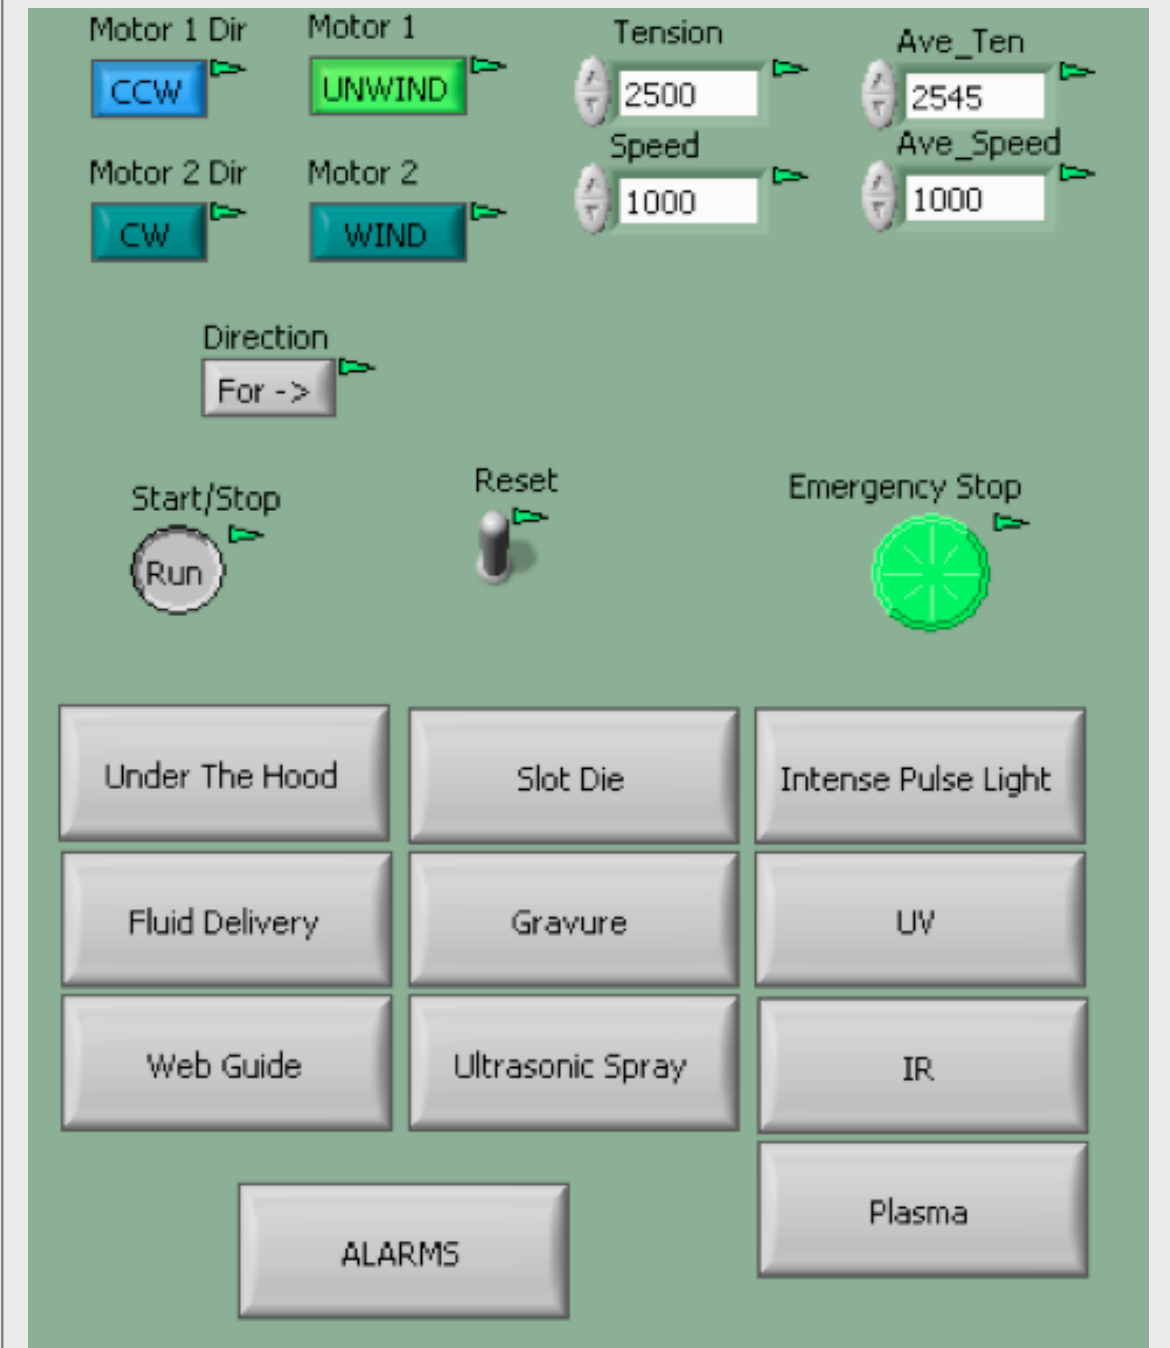 Motor 1 Dir
Motor 1
Tension
Ave_Ten
CCW
UNWIND
2500
2545
Motor 2 Dir
Motor 2
Speed
Ave_Speed
CW
WIND
1000
1000
Direction
For ->
Start/Stop
Reset
Emergency Stop
Run
Under The Hood
Slot Die
Intense Pulse Light
Fluid Delivery
Gravure
UV
Web Guide
Ultrasonic Spray
IR
Plasma
ALARMS